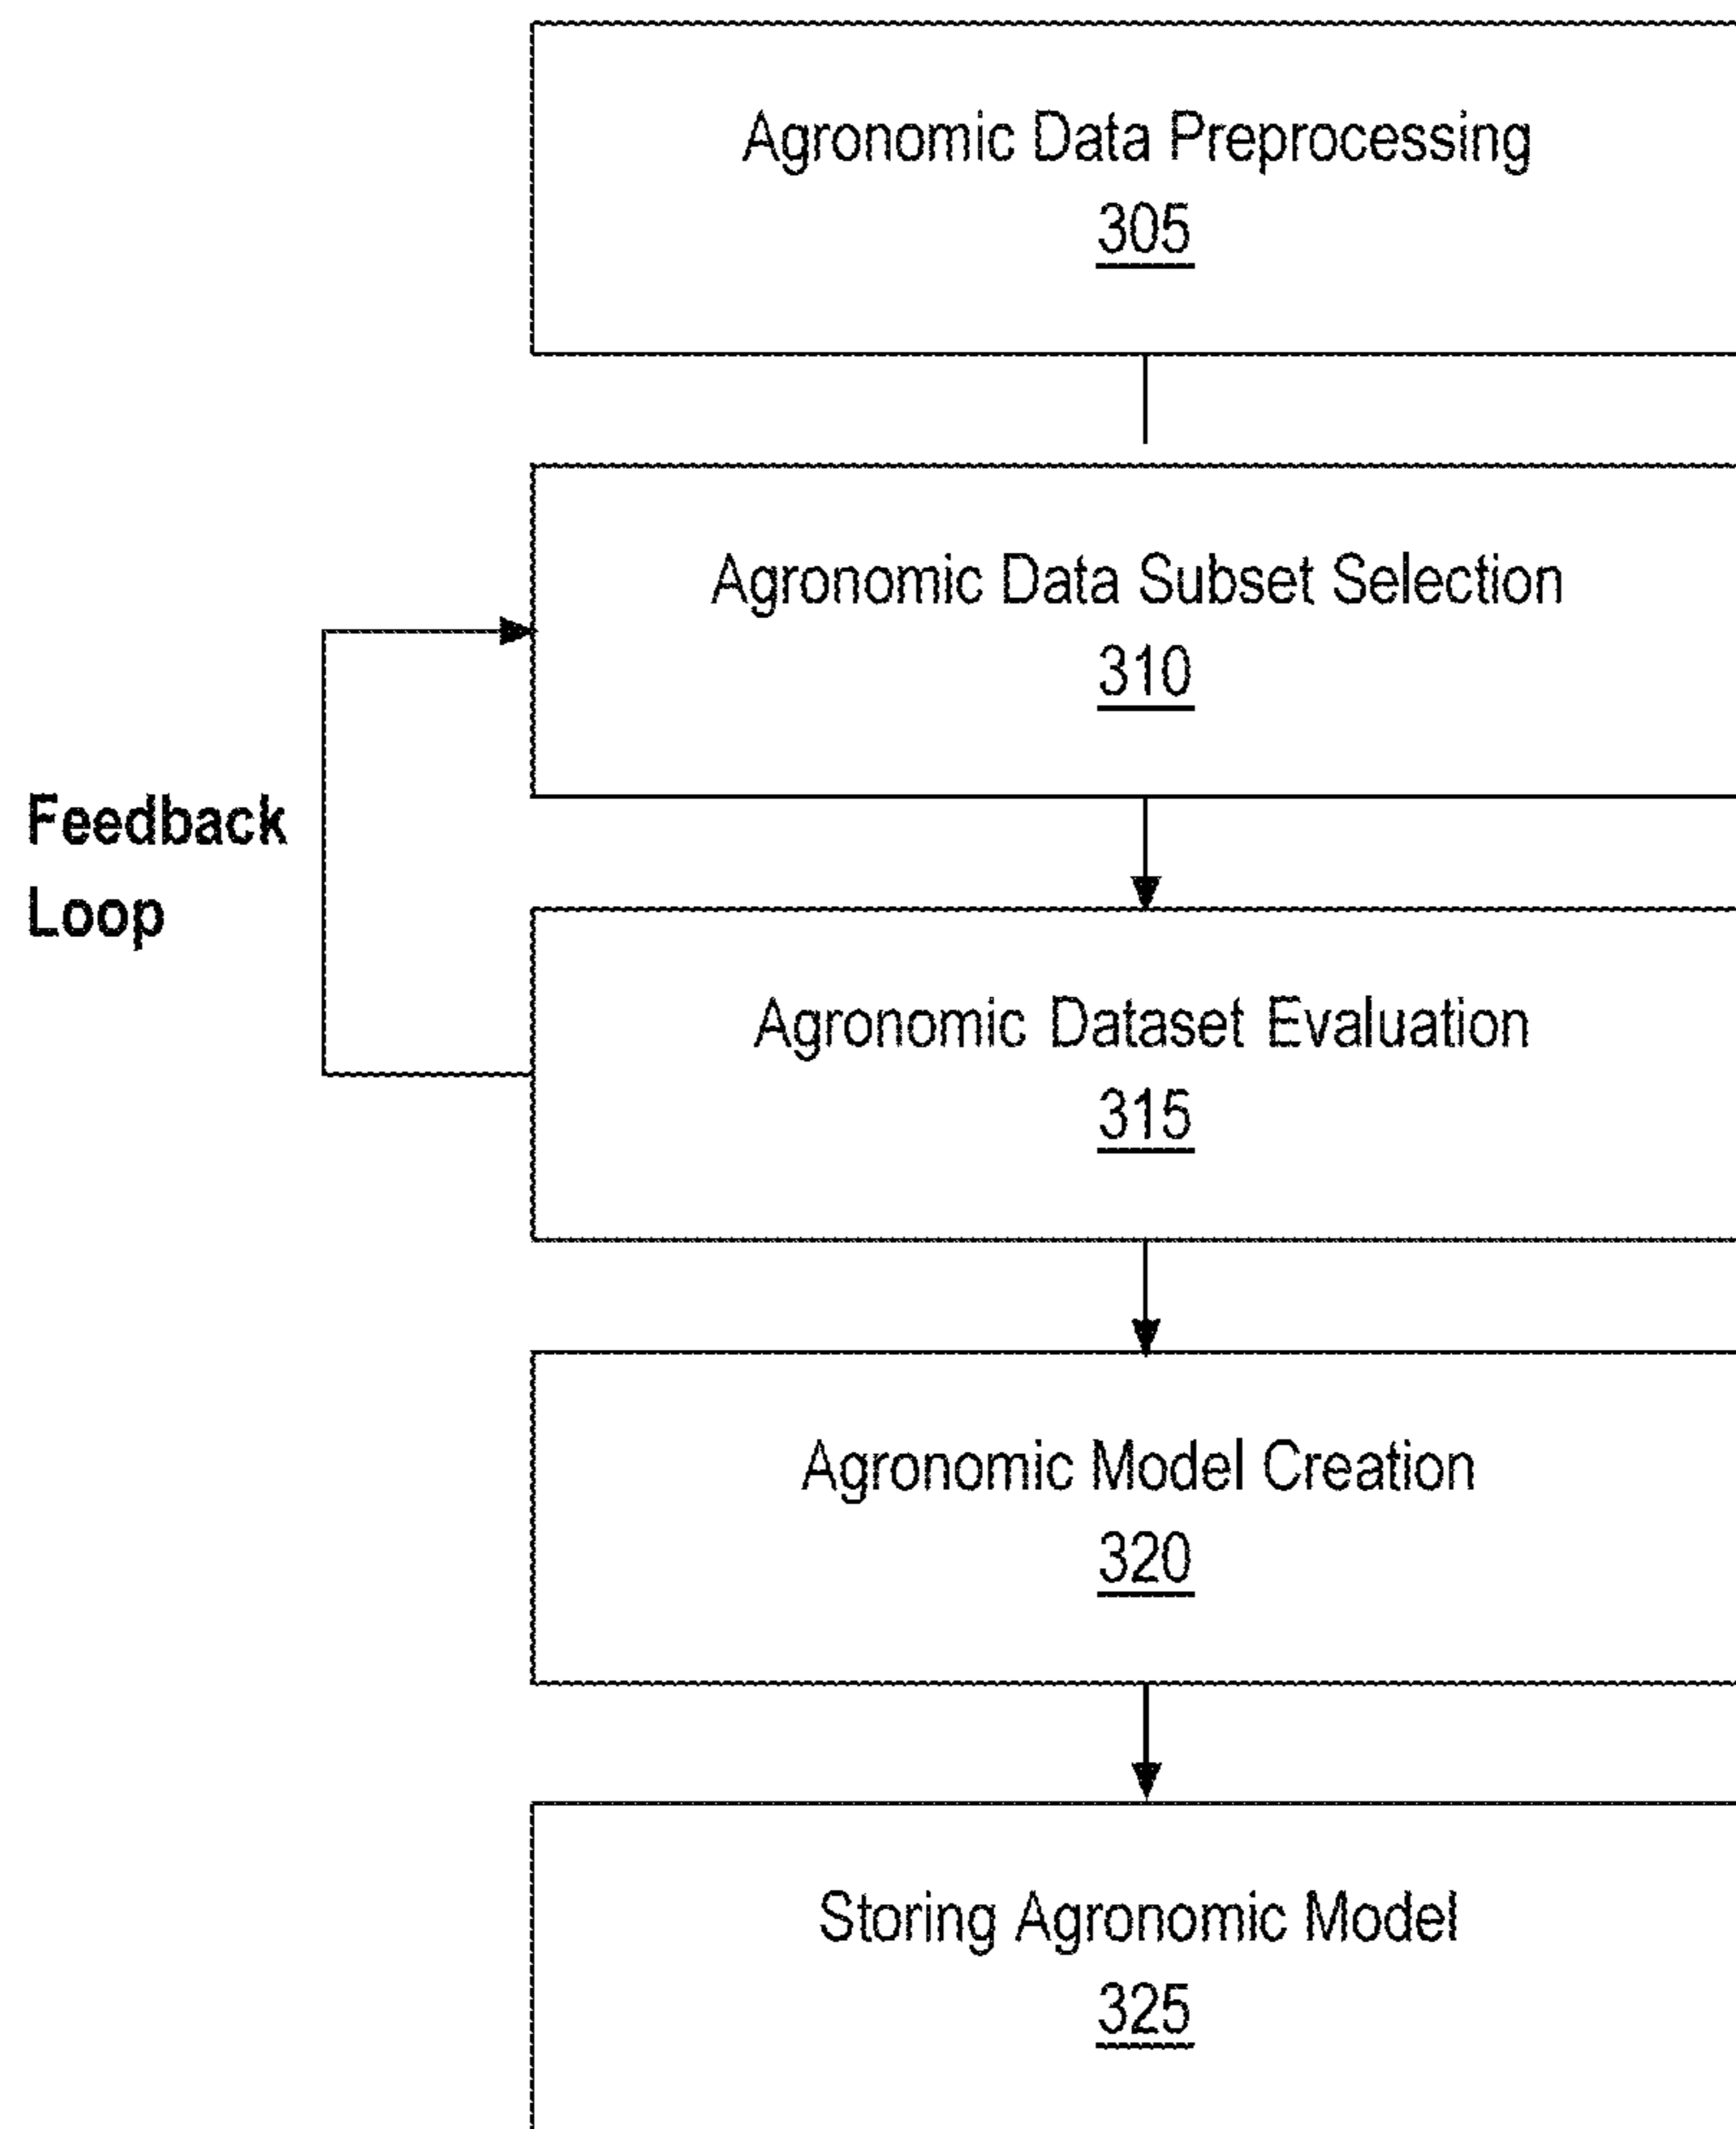 Agronomic Data Preprocessing
305
Agronomic Data Subset Selection
310
Feedback
Loop
Agronomic Dataset Evaluation
315
Agronomic Model Creation
320
Storing Agronomic Model
325